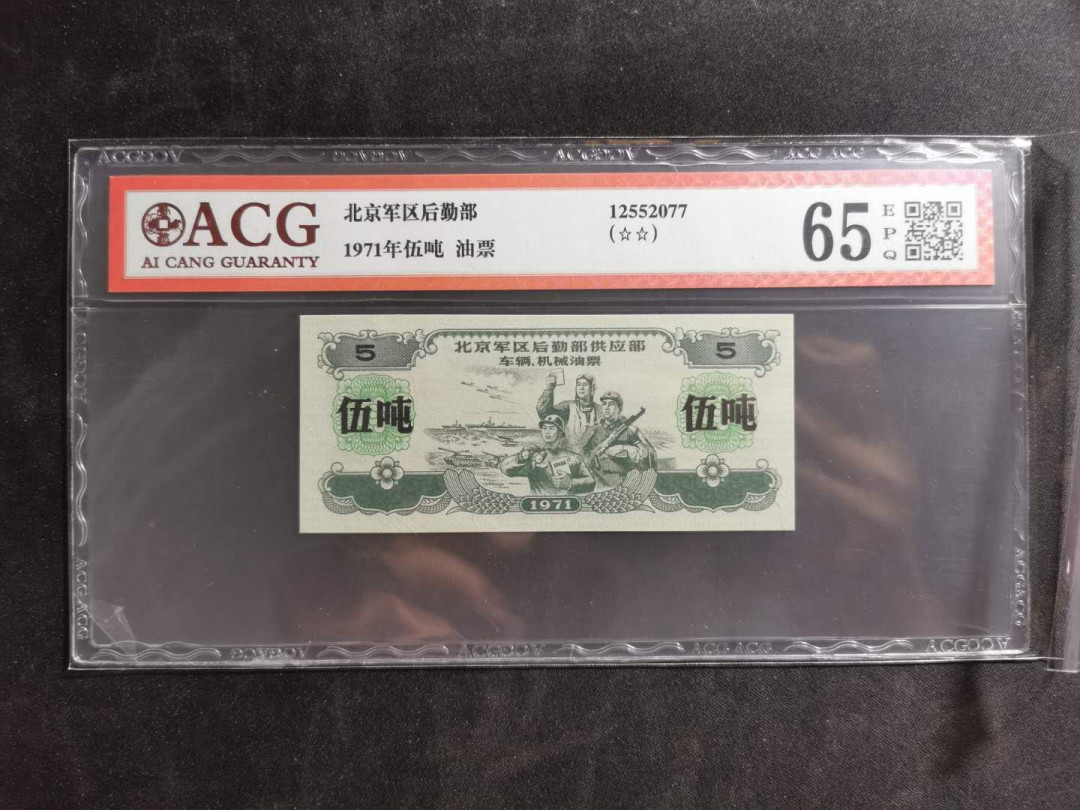 ACG
AI CANG GUARANTY
北京军区后勤部
1971年伍吨 油票
12552077
(☆☆)
65
EPQ
5
北京军区后勤部供应部
车辆、机械油票
5
伍吨
伍吨
1971